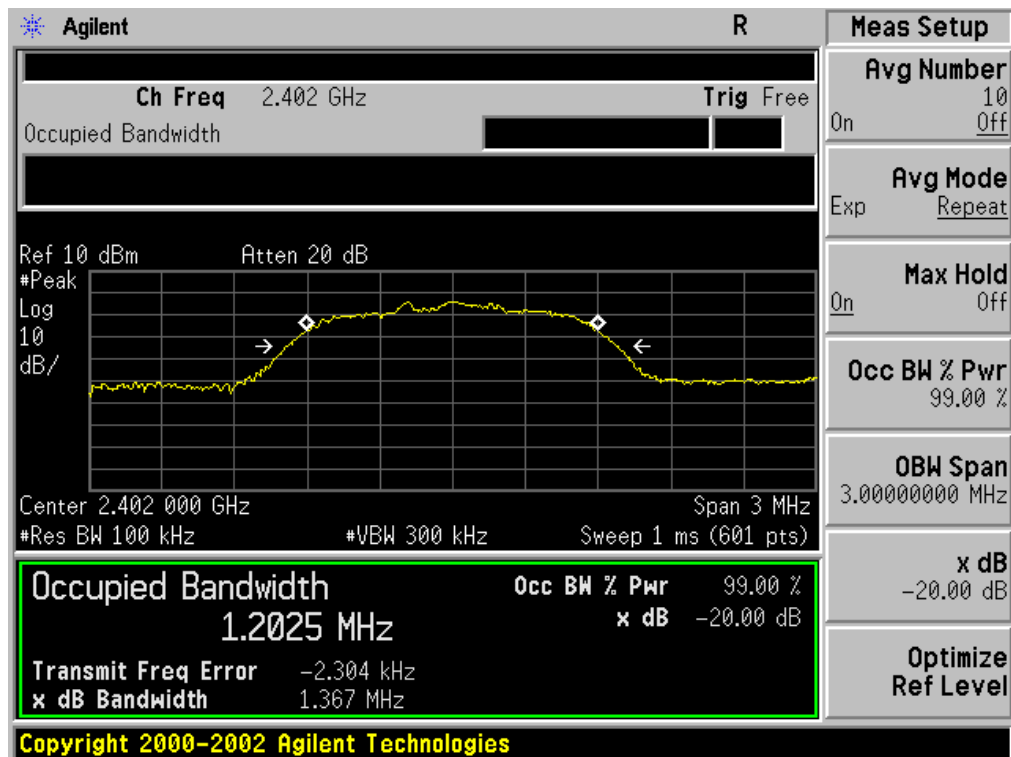 Agilent R
Ch Freq 2.402 GHz Trig Free
Occupied Bandwidth
Ref 10 dBm Atten 20 dB
#Peak
Log
10
dB/
Center 2.402 000 GHz Span 3 MHz
#Res BW 100 kHz #VBW 300 kHz Sweep 1 ms (601 pts)
Occupied Bandwidth
1.2025 MHz
Occ BW % Pwr 99.00 %
x dB -20.00 dB
Transmit Freq Error -2.304 kHz
x dB Bandwidth 1.367 MHz
Copyright 2000-2002 Agilent Technologies
Meas Setup
Avg Number
10
On Off
Avg Mode
Exp Repeat
Max Hold
On Off
Occ BW % Pwr
99.00 %
OBW Span
3.00000000 MHz
x dB
-20.00 dB
Optimize
Ref Level